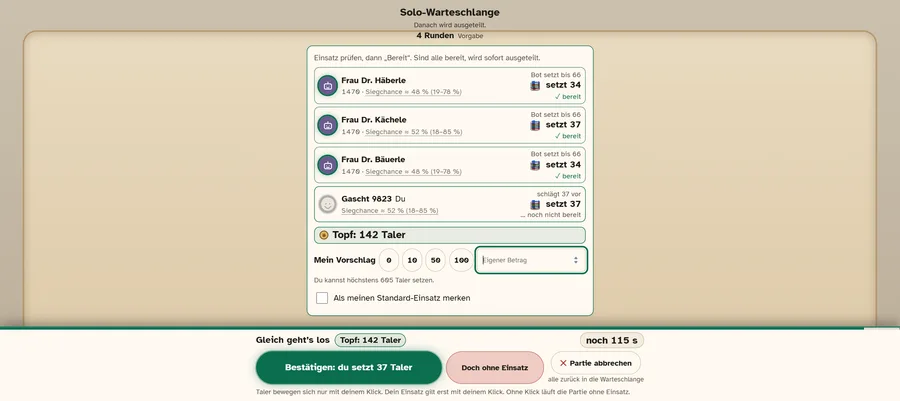 Solo-Warteschlange
Danach wird ausgeteilt.
4 Runden Vorgabe
Einsatz prüfen, dann „Bereit“. Sind alle bereit, wird sofort ausgeteilt.
Frau Dr. Häberle
1470 · Siegchance ≈ 48 % (19–78 %)
Bot setzt bis 66
setzt 34
✓ bereit
Frau Dr. Kächele
1470 · Siegchance ≈ 52 % (18–85 %)
Bot setzt bis 66
setzt 37
✓ bereit
Frau Dr. Bäuerle
1470 · Siegchance ≈ 48 % (19–78 %)
Bot setzt bis 66
setzt 34
✓ bereit
Gascht 9823 Du
Siegchance ≈ 52 % (18–85 %)
schlägt 37 vor
setzt 37
… noch nicht bereit
Topf: 142 Taler
Mein Vorschlag 0 10 50 100 Eigener Betrag
Du kannst höchstens 605 Taler setzen.
Als meinen Standard-Einsatz merken
Gleich geht's los Topf: 142 Taler noch 115 s
Bestätigen: du setzt 37 Taler Doch ohne Einsatz ✕ Partie abbrechen
alle zurück in die Warteschlange
Taler bewegen sich nur mit deinem Klick. Dein Einsatz gilt erst mit deinem Klick. Ohne Klick läuft die Partie ohne Einsatz.